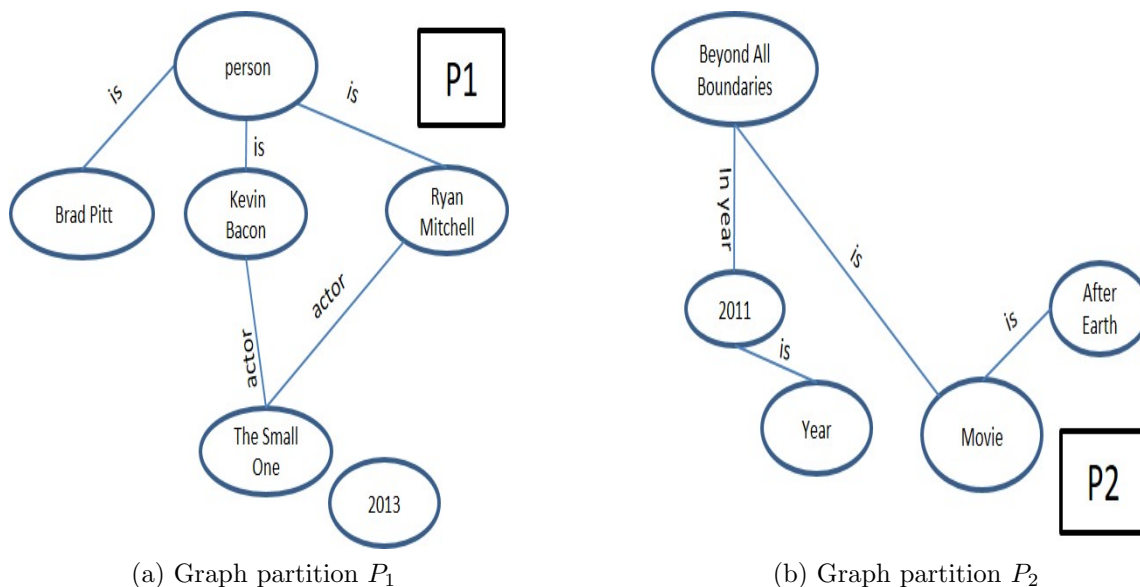 person
P1
is
is
is
Brad Pitt
Kevin
Bacon
Ryan
Mitchell
actor
actor
The Small
One
2013
(a) Graph partition P1
Beyond All
Boundaries
In year
is
2011
is
After
Earth
is
Year
Movie
P2
(b) Graph partition P2